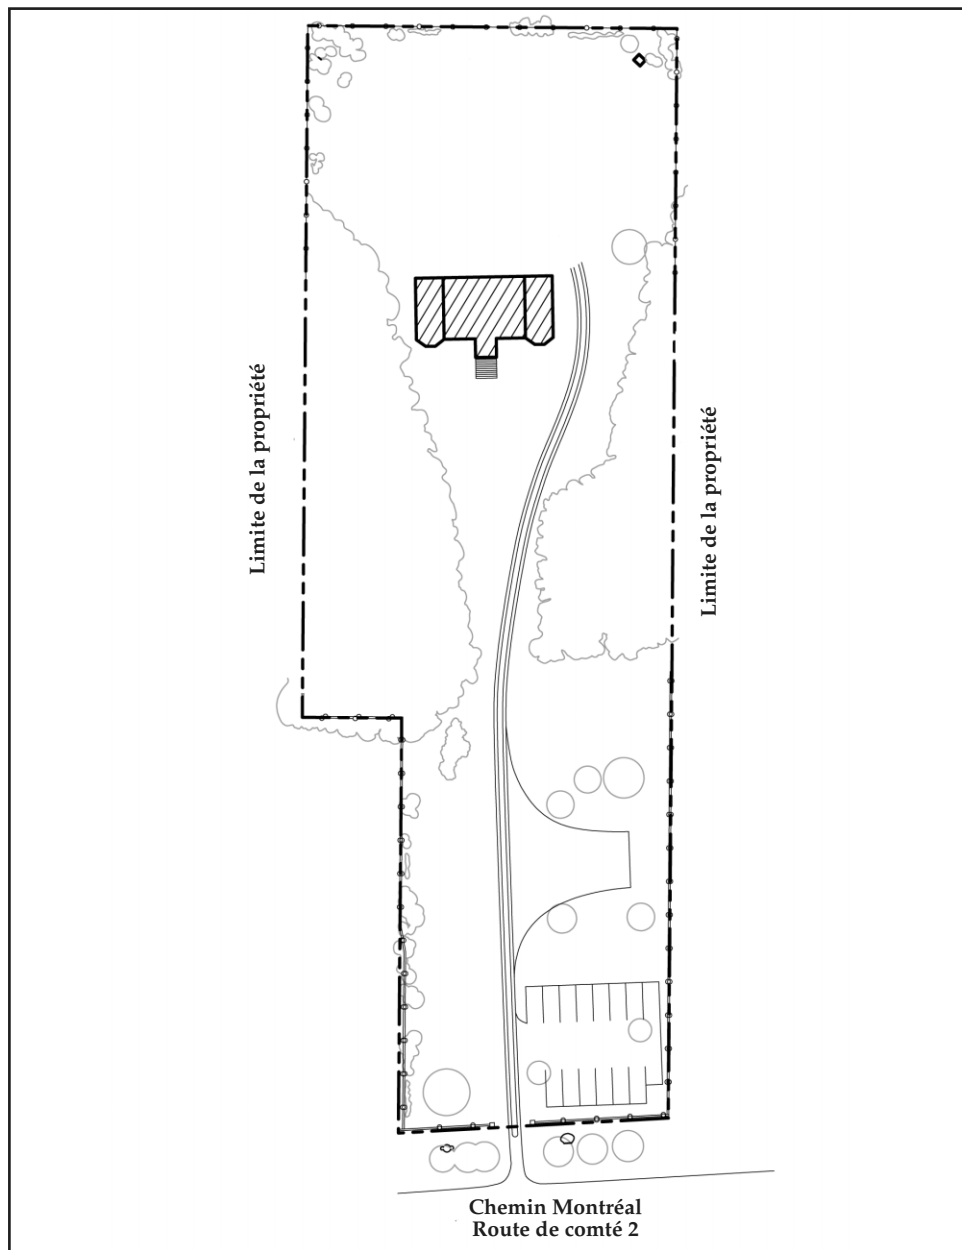 Limite de la propriété
Limite de la propriété
Chemin Montréal
Route de comté 2